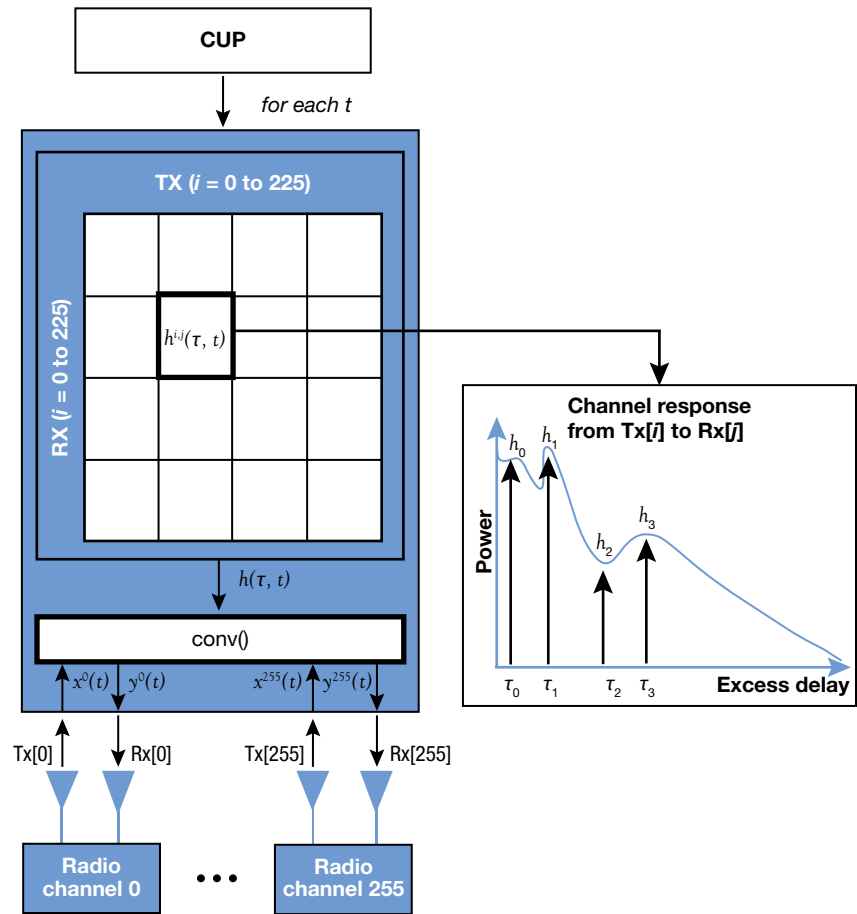 CUP
for each t
TX (i = 0 to 225)
RX (i = 0 to 225)
h^{i,j}(τ, t)
h(τ, t)
conv()
x^0(t) y^0(t) x^{255}(t) y^{255}(t)
Tx[0] Rx[0] Tx[255] Rx[255]
Radio
channel 0
• • •
Radio
channel 255
Channel response
from Tx[i] to Rx[j]
Power
h_0 h_1 h_2 h_3
τ_0 τ_1 τ_2 τ_3
Excess delay